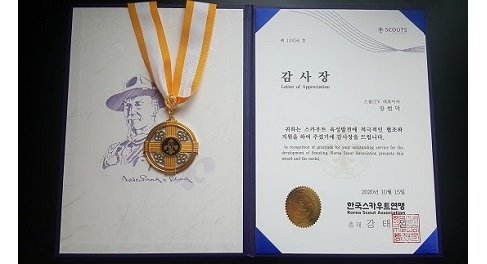 SCOUTS
감사장
Letter of Appreciation
귀하는 스카우트 육성발전에 적극적인 협조와
지원을 하여 주셨기에 감사장을 드립니다.
In recognition of gratitude for your outstanding service for the
development of Scouting, Korea Scout Association presents this
award and the medal.
2020년 10월 15일
한국스카우트연맹
Korea Scout Association
총재 강태